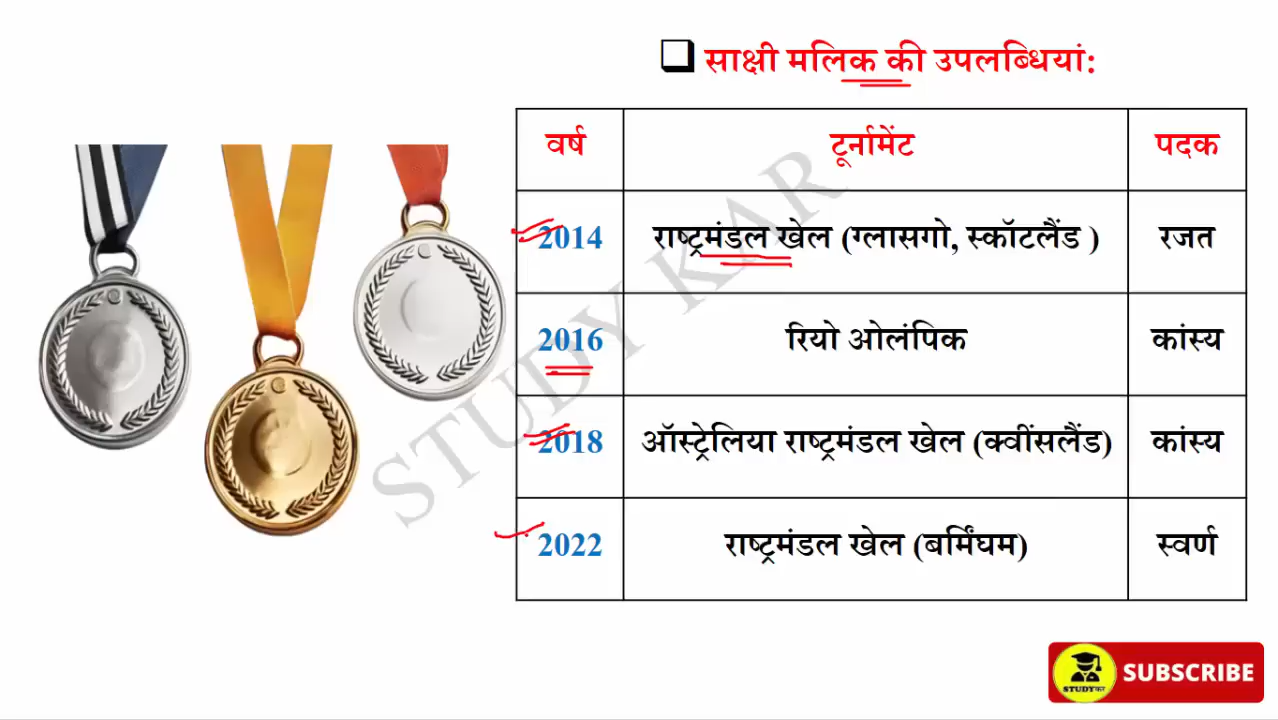 साक्षी मलिक की उपलब्धियां:
वर्ष टूर्नामेंट पदक
2014 राष्ट्रमंडल खेल (ग्लासगो, स्कॉटलैंड ) रजत
2016 रियो ओलंपिक कांस्य
2018 ऑस्ट्रेलिया राष्ट्रमंडल खेल (क्वींसलैंड) कांस्य
2022 राष्ट्रमंडल खेल (बर्मिंघम) स्वर्ण
STUDY KAR
STUDYकर
SUBSCRIBE